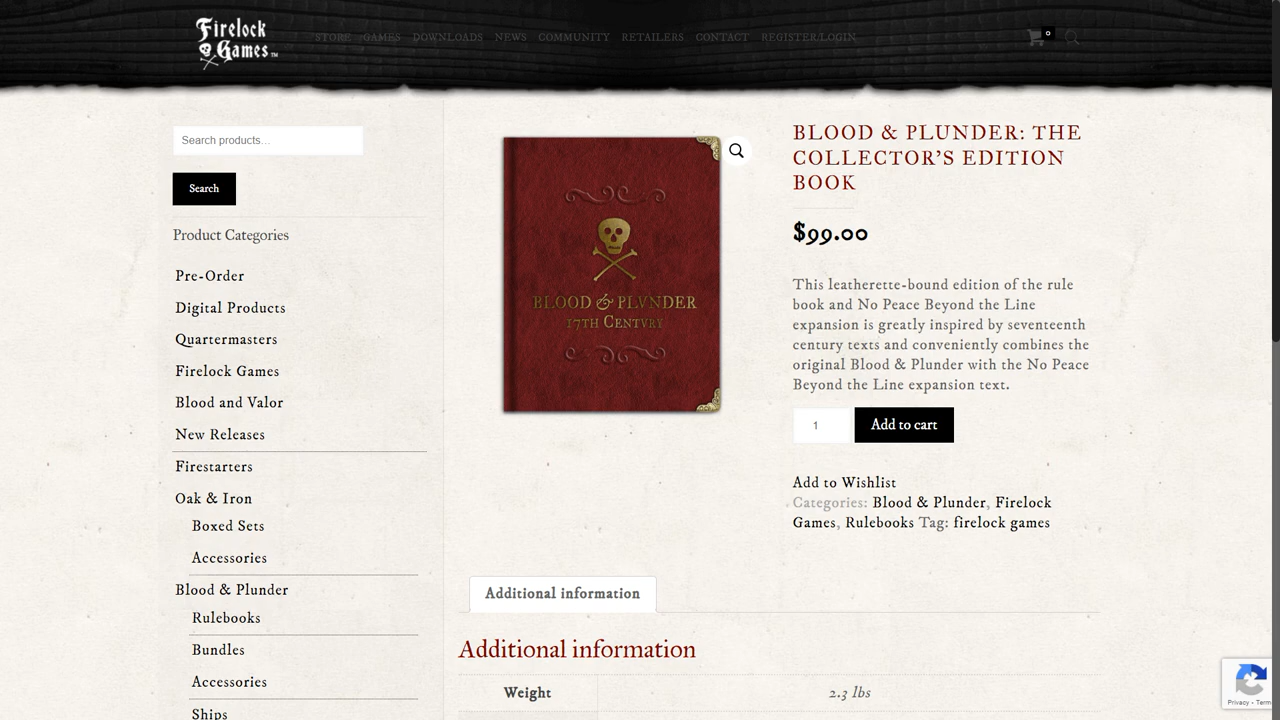 Firelock Games™
STORE GAMES DOWNLOADS NEWS COMMUNITY RETAILERS CONTACT REGISTER/LOGIN
0
Search products…
Search
Product Categories
Pre-Order
Digital Products
Quartermasters
Firelock Games
Blood and Valor
New Releases
Firestarters
Oak & Iron
Boxed Sets
Accessories
Blood & Plunder
Rulebooks
Bundles
Accessories
Ships
BLOOD & PLVNDER
17TH CENTVRY
BLOOD & PLUNDER: THE
COLLECTOR’S EDITION
BOOK
$99.00
This leatherette-bound edition of the rule
book and No Peace Beyond the Line
expansion is greatly inspired by seventeenth
century texts and conveniently combines the
original Blood & Plunder with the No Peace
Beyond the Line expansion text.
1
Add to cart
Add to Wishlist
Categories: Blood & Plunder, Firelock
Games, Rulebooks Tag: firelock games
Additional information
Additional information
Weight 2.3 lbs
Privacy - Term